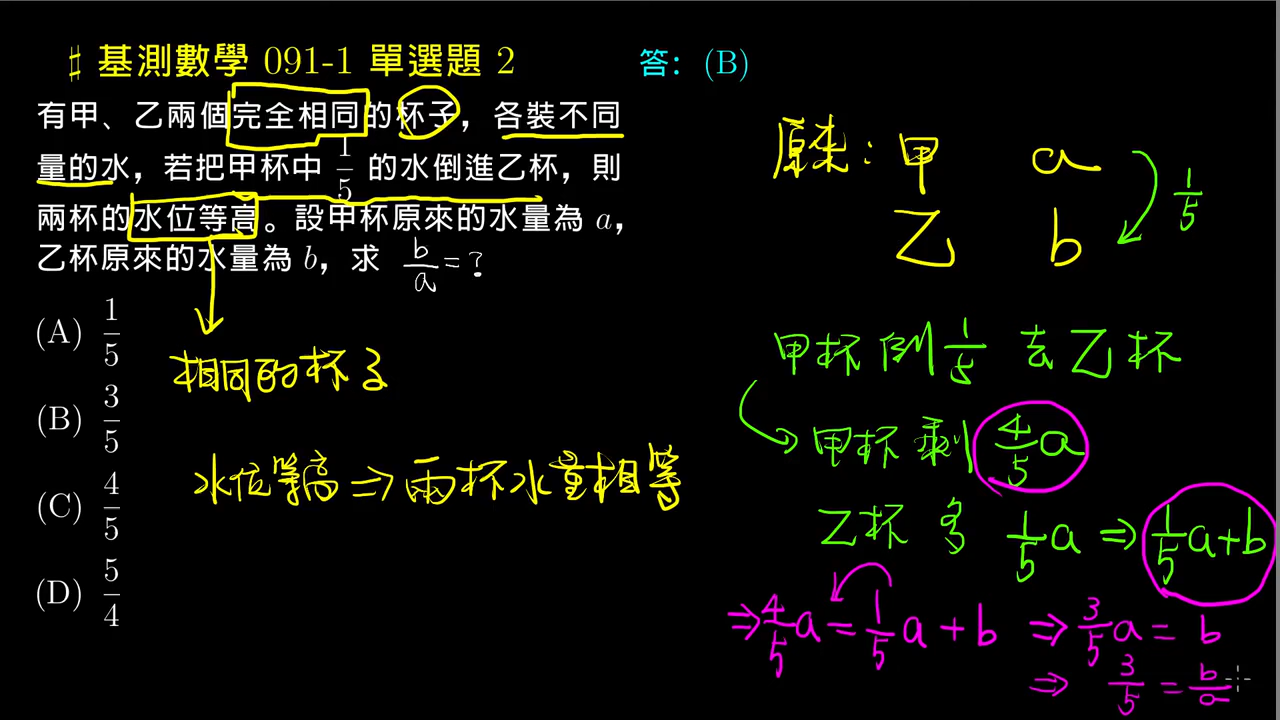 ♯ 基測數學 091-1 單選題 2
答: (B)
有甲、乙兩個完全相同的杯子，各裝不同
量的水，若把甲杯中 1/5 的水倒進乙杯，則
兩杯的水位等高。設甲杯原來的水量為 a，
乙杯原來的水量為 b，求 b/a = ?
(A) 1/5
(B) 3/5
(C) 4/5
(D) 5/4
相同的杯子
水位等高 ⇒ 兩杯水量相等
原來: 甲 a
乙 b
1/5
甲杯倒 1/5 去乙杯
甲杯剩 4/5 a
乙杯多 1/5 a ⇒ 1/5 a + b
⇒ 4/5 a = 1/5 a + b ⇒ 3/5 a = b
⇒ 3/5 = b/a